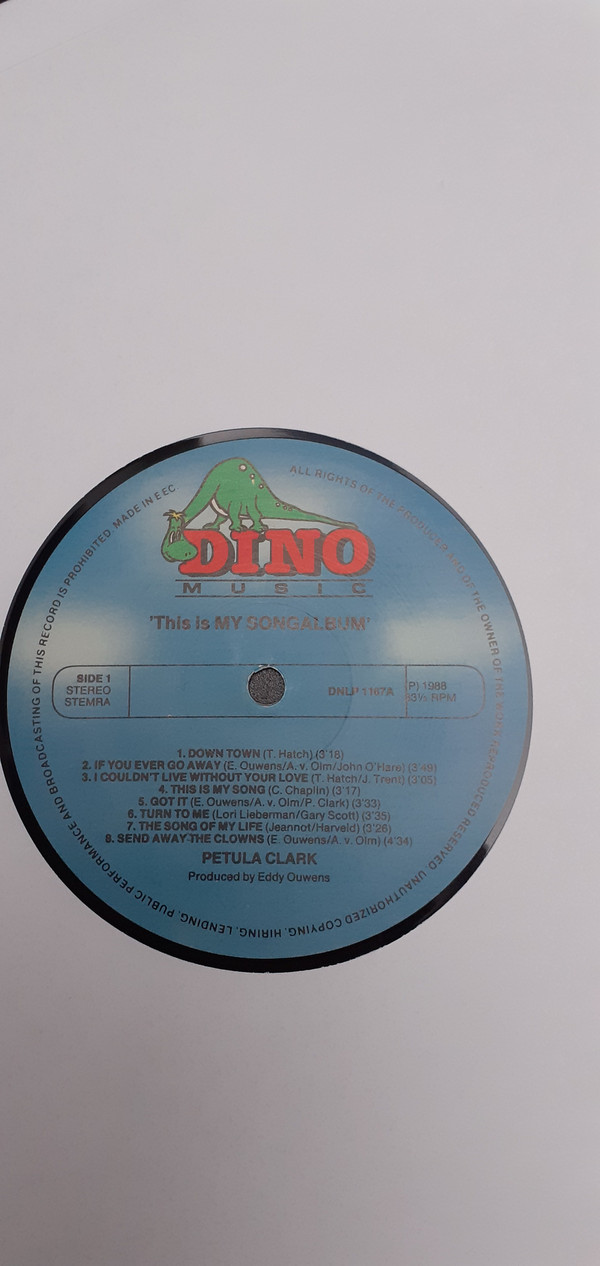 ALL RIGHTS OF THE PRODUCER AND OF THE OWNER OF THE WORK REPRODUCED RESERVED. UNAUTHORIZED COPYING, HIRING, LENDING, PUBLIC PERFORMANCE AND BROADCASTING OF THIS RECORD IS PROHIBITED. MADE IN EEC
DINO
MUSIC
'This is MY SONGALBUM'
SIDE 1
STEREO
STEMRA
DNLP 1167A
P) 1988
33⅓ RPM
1. DOWN TOWN (T. Hatch) (3'18)
2. IF YOU EVER GO AWAY (E. Ouwens/A. v. Olm/John O'Hare) (3'49)
3. I COULDN'T LIVE WITHOUT YOUR LOVE (T. Hatch/J. Trent) (3'05)
4. THIS IS MY SONG (C. Chaplin) (3'17)
5. GOT IT (E. Ouwens/A. v. Olm/P. Clark) (3'33)
6. TURN TO ME (Lori Lieberman/Gary Scott) (3'35)
7. THE SONG OF MY LIFE (Jeannot/Harveld) (3'26)
8. SEND AWAY THE CLOWNS (E. Ouwens/A. v. Olm) (4'34)
PETULA CLARK
Produced by Eddy Ouwens